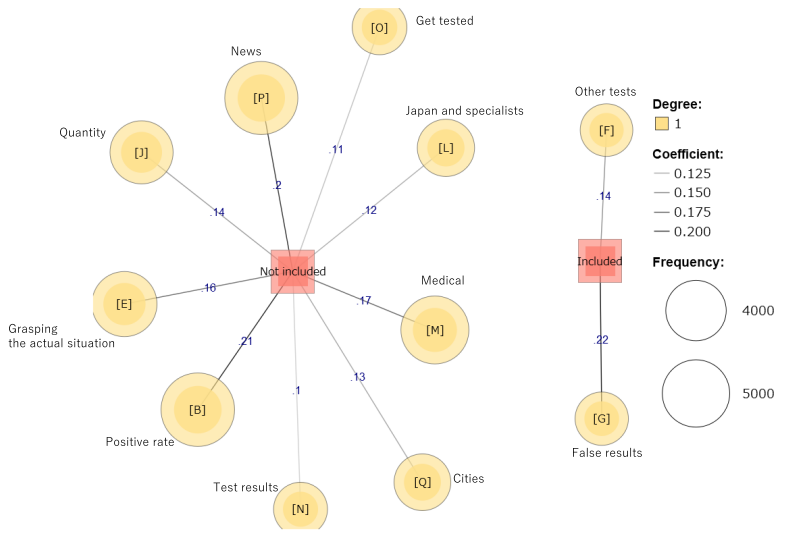 [O]
Get tested
News
[P]
Other tests
Degree:
[F]
1
Japan and specialists
Quantity
[J]
[L]
.11
Coefficient:
0.125
.2
0.150
.14
.12
.14
0.175
0.200
Not included
Included
Frequency:
Medical
.16
.17
[E]
4000
Grasping
the actual situation
[M]
.21
.22
.13
.1
5000
[B]
[G]
Positive rate
False results
Test results
[Q]
Cities
[N]